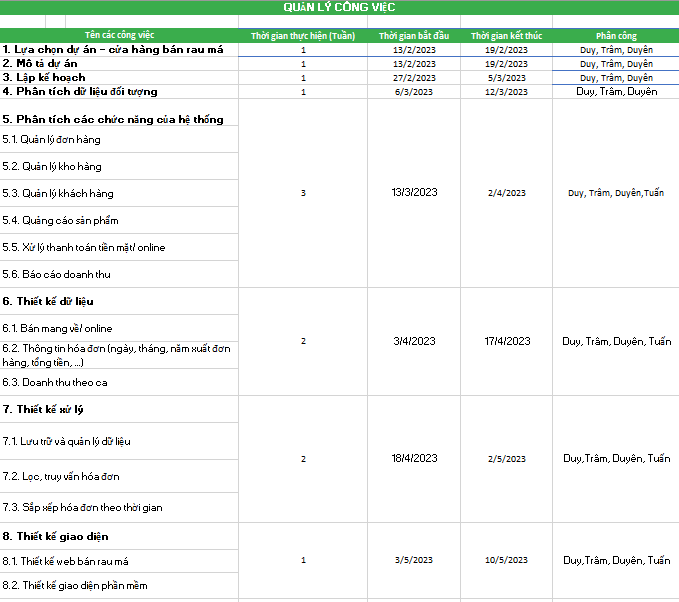 QUẢN LÝ CÔNG VIỆC
Tên các công việc Thời gian thực hiện (Tuần) Thời gian bắt đầu Thời gian kết thúc Phân công
1. Lựa chọn dự án – cửa hàng bán rau má 1 13/2/2023 19/2/2023 Duy, Trâm, Duyên
2. Mô tả dự án 1 13/2/2023 19/2/2023 Duy, Trâm, Duyên
3. Lập kế hoạch 1 27/2/2023 5/3/2023 Duy, Trâm, Duyên
4. Phân tích dữ liệu đối tượng 1 6/3/2023 12/3/2023 Duy, Trâm, Duyên
5. Phân tích các chức năng của hệ thống
5.1. Quản lý đơn hàng
5.2. Quản lý kho hàng
5.3. Quản lý khách hàng 3 13/3/2023 2/4/2023 Duy, Trâm, Duyên,Tuấn
5.4. Quảng cáo sản phẩm
5.5. Xử lý thanh toán tiền mặt/ online
5.6. Báo cáo doanh thu
6. Thiết kế dữ liệu
6.1. Bán mang về/ online
2 3/4/2023 17/4/2023 Duy, Trâm, Duyên, Tuấn
6.2. Thông tin hóa đơn (ngày, tháng, năm xuất đơn
hàng, tổng tiền, ...)
6.3. Doanh thu theo ca
7. Thiết kế xử lý
7.1. Lưu trữ và quản lý dữ liệu
2 18/4/2023 2/5/2023 Duy,Trâm, Duyên, Tuấn
7.2. Lọc, truy vấn hóa đơn
7.3. Sắp xếp hóa đơn theo thời gian
8. Thiết kế giao diện
8.1. Thiết kế web bán rau má 1 3/5/2023 10/5/2023 Duy,Trâm, Duyên, Tuấn
8.2. Thiết kế giao diện phần mềm